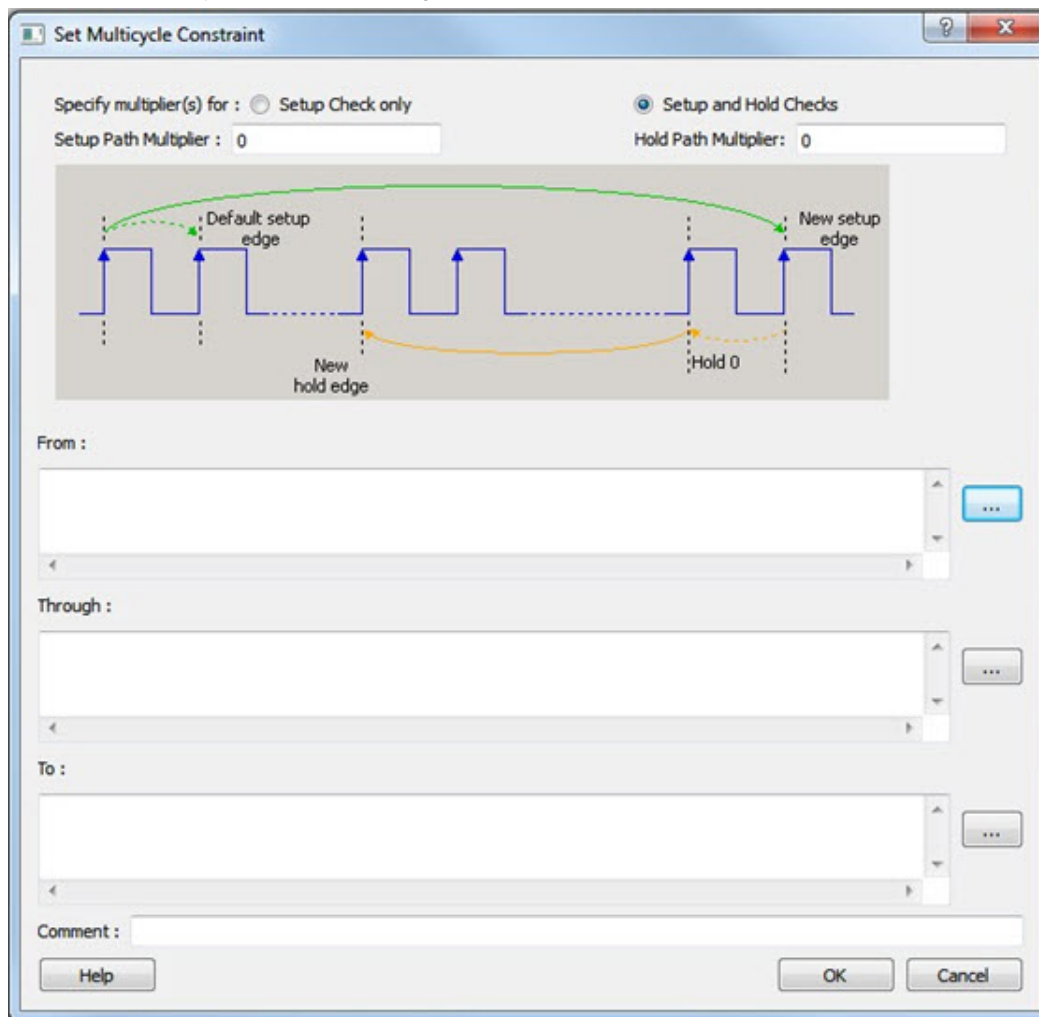 Set Multicycle Constraint
?
Specify multiplier(s) for : Setup Check only Setup and Hold Checks
Setup Path Multiplier : 0 Hold Path Multiplier: 0
Default setup
edge
New setup
edge
New
hold edge
Hold 0
From :
...
Through :
...
To :
...
Comment :
Help OK Cancel